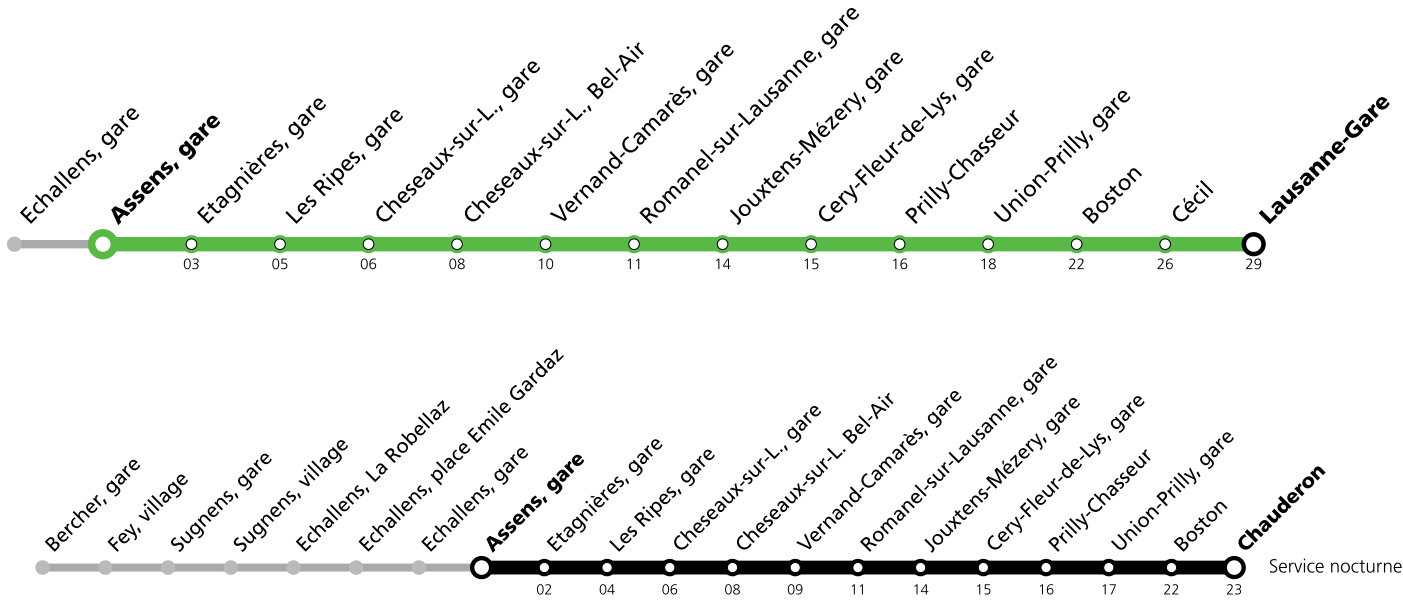 Echallens, gare
Assens, gare
Etagnières, gare
Les Ripes, gare
Cheseaux-sur-L., gare
Cheseaux-sur-L., Bel-Air
Vernand-Camarès, gare
Romanel-sur-Lausanne, gare
Jouxtens-Mézery, gare
Cery-Fleur-de-Lys, gare
Prilly-Chasseur
Union-Prilly, gare
Boston
Cécil
Lausanne-Gare
03 05 06 08 10 11 14 15 16 18 22 26 29
Bercher, gare
Fey, village
Sugnens, gare
Sugnens, village
Echallens, La Robellaz
Echallens, place Emile Gardaz
Echallens, gare
Assens, gare
Etagnières, gare
Les Ripes, gare
Cheseaux-sur-L., gare
Cheseaux-sur-L. Bel-Air
Vernand-Camarès, gare
Romanel-sur-Lausanne, gare
Jouxtens-Mézery, gare
Cery-Fleur-de-Lys, gare
Prilly-Chasseur
Union-Prilly, gare
Boston
Chauderon
Service nocturne
02 04 06 08 09 11 14 15 16 17 22 23